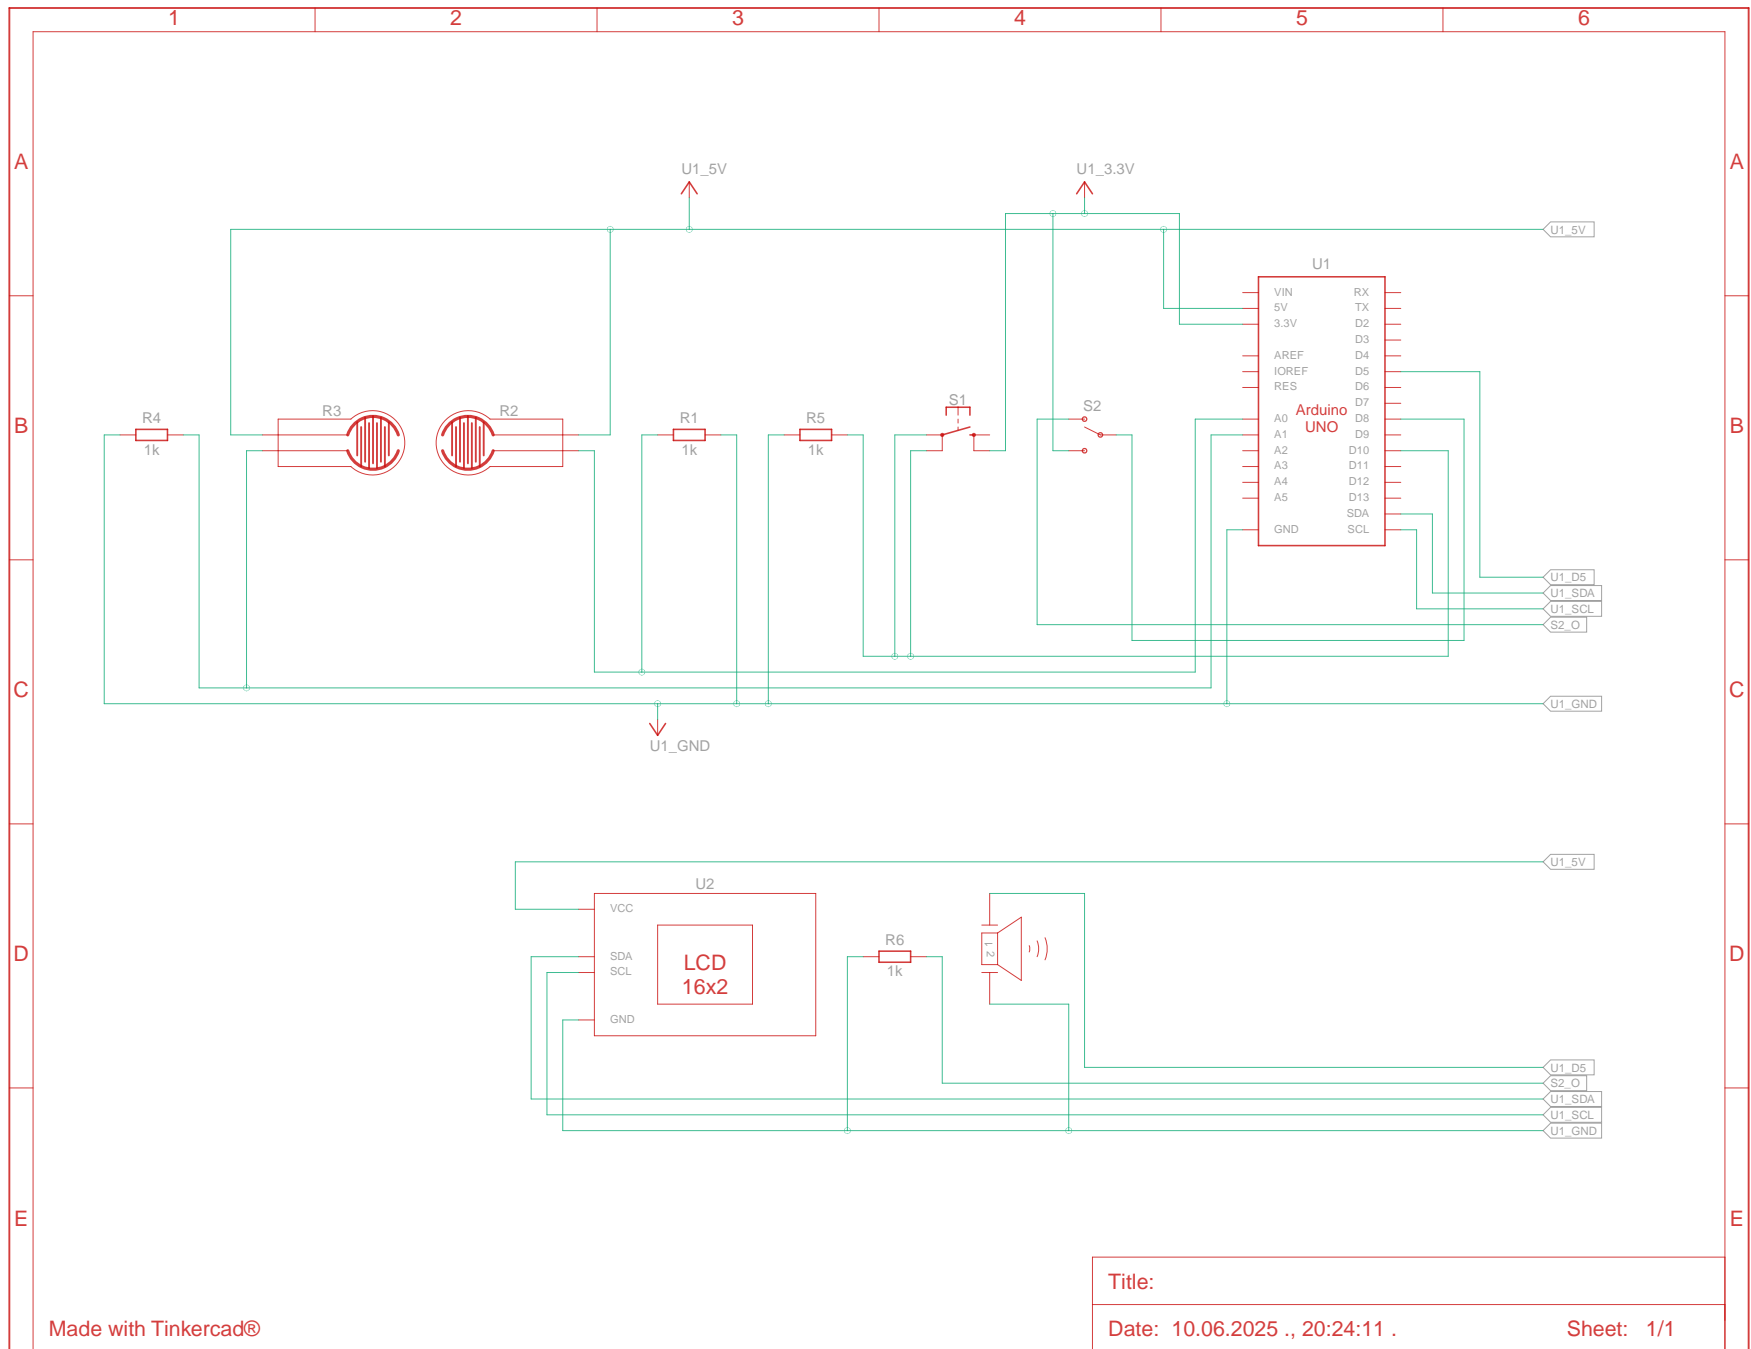 1 2 3 4 5 6
A A
U1_5V U1_3.3V
U1_5V
U1
VIN RX
5V TX
3.3V D2
D3
AREF D4
IOREF D5
RES D6
D7
A0 D8
A1 D9
A2 D10
A3 D11
A4 D12
A5 D13
SDA
GND SCL
Arduino
UNO
B B
R4
1k
R3
R2
R1
1k
R5
1k
S1
S2
U1_D5
U1_SDA
U1_SCL
S2_O
C C
U1_GND
U1_GND
U1_5V
U2
VCC
SDA
SCL
GND
LCD
16x2
D D
R6
1k
1 2
U1_D5
S2_O
U1_SDA
U1_SCL
U1_GND
E E
Title:
Made with Tinkercad®
Date: 10.06.2025 ., 20:24:11 . Sheet: 1/1